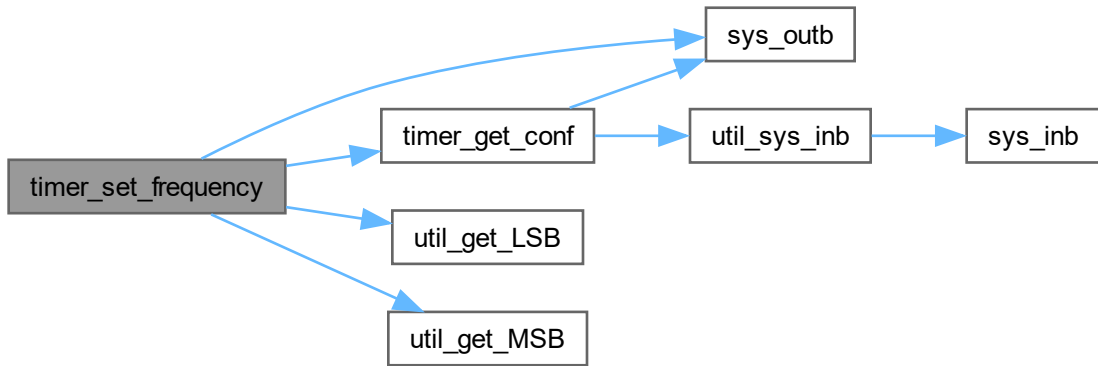 sys_outb
timer_get_conf
util_sys_inb
sys_inb
timer_set_frequency
util_get_LSB
util_get_MSB